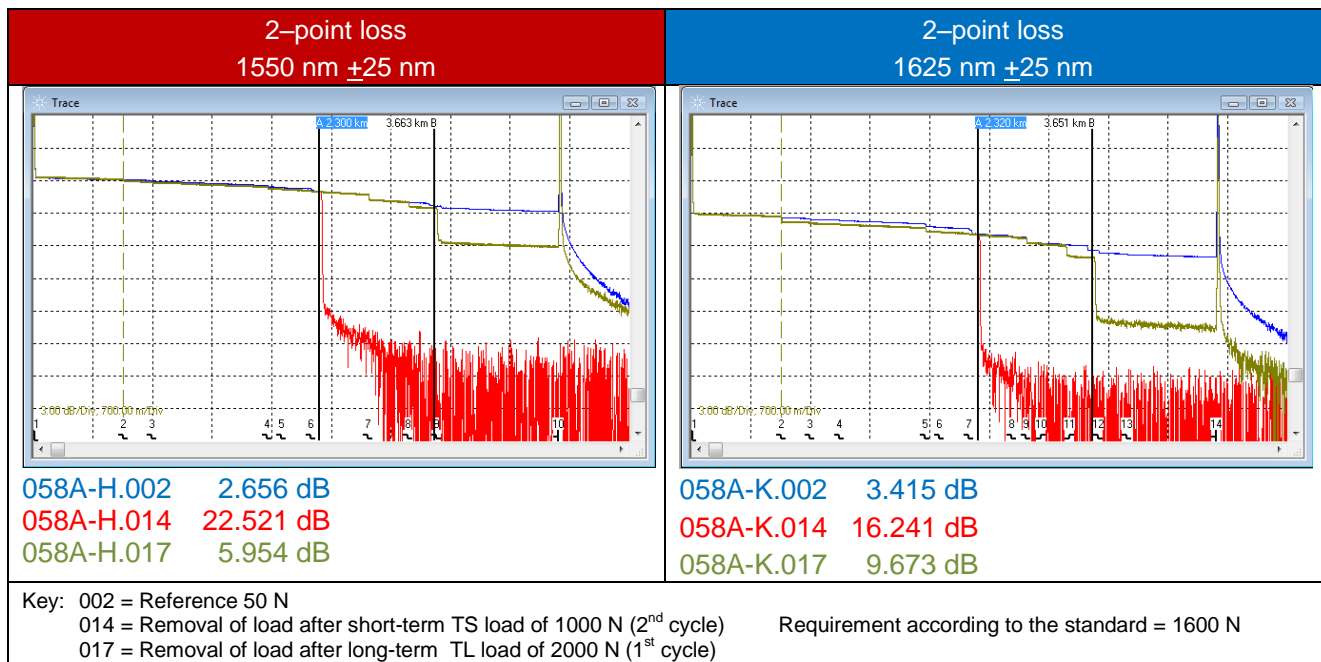 2–point loss
1550 nm +25 nm
2–point loss
1625 nm +25 nm
Trace
A 2.300 km 3.663 km B
3.00 dB/Div, 700.00 m/Div
1 2 3 4 5 6 7 8 9 10
Trace
A 2.320 km 3.651 km B
3.00 dB/Div, 700.00 m/Div
1 2 3 4 5 6 7 8 9 10 11 12 13 14
058A-H.002 2.656 dB
058A-H.014 22.521 dB
058A-H.017 5.954 dB
058A-K.002 3.415 dB
058A-K.014 16.241 dB
058A-K.017 9.673 dB
Key: 002 = Reference 50 N
014 = Removal of load after short-term TS load of 1000 N (2nd cycle) Requirement according to the standard = 1600 N
017 = Removal of load after long-term TL load of 2000 N (1st cycle)